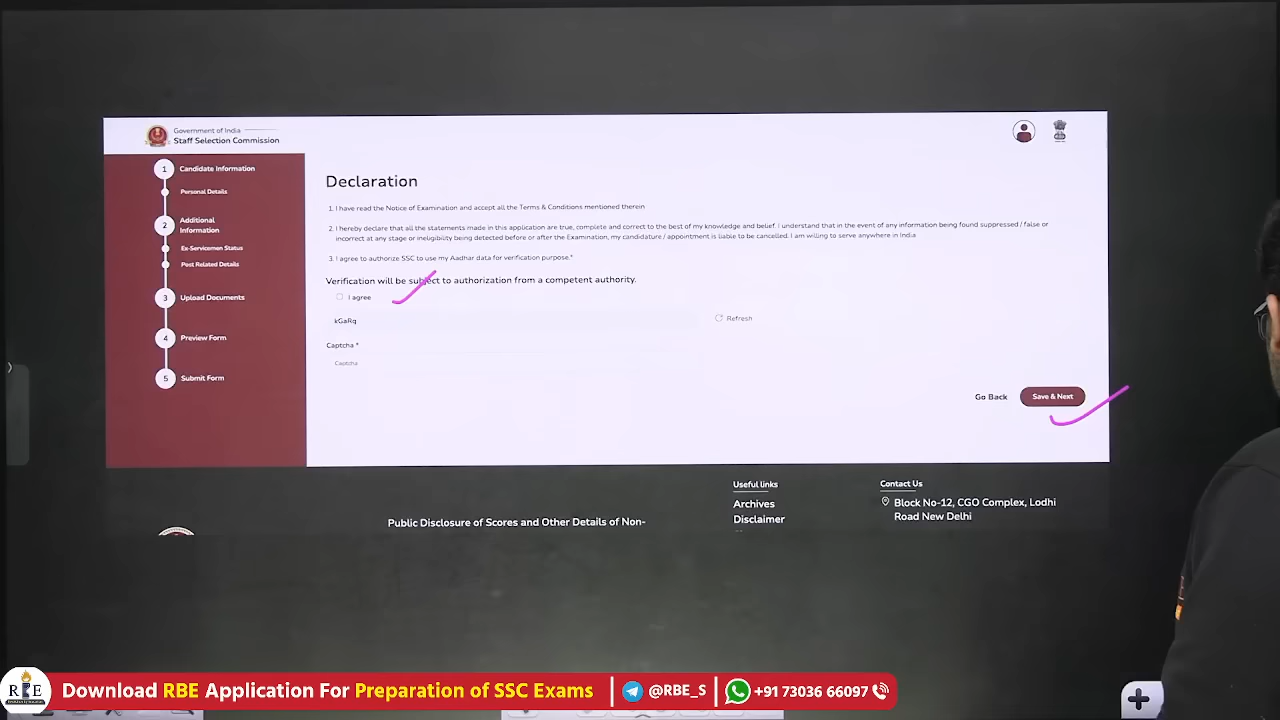 Government of India
Staff Selection Commission
1 Candidate Information
Personal Details
2 Additional
Information
Ex-Servicemen Status
Post Related Details
3 Upload Documents
4 Preview Form
5 Submit Form
Declaration
1. I have read the Notice of Examination and accept all the Terms & Conditions mentioned therein
2. I hereby declare that all the statements made in this application are true, complete and correct to the best of my knowledge and belief. I understand that in the event of any information being found suppressed / false or
incorrect at any stage or ineligibility being detected before or after the Examination, my candidature / appointment is liable to be cancelled. I am willing to serve anywhere in India
3. I agree to authorize SSC to use my Aadhar data for verification purpose.*
Verification will be subject to authorization from a competent authority.
I agree
kGaRq
Refresh
Captcha *
Captcha
Go Back
Save & Next
Public Disclosure of Scores and Other Details of Non-
Useful links
Archives
Disclaimer
Contact Us
Block No-12, CGO Complex, Lodhi
Road New Delhi
RBE
Download RBE Application For Preparation of SSC Exams
@RBE_S
+91 73036 66097